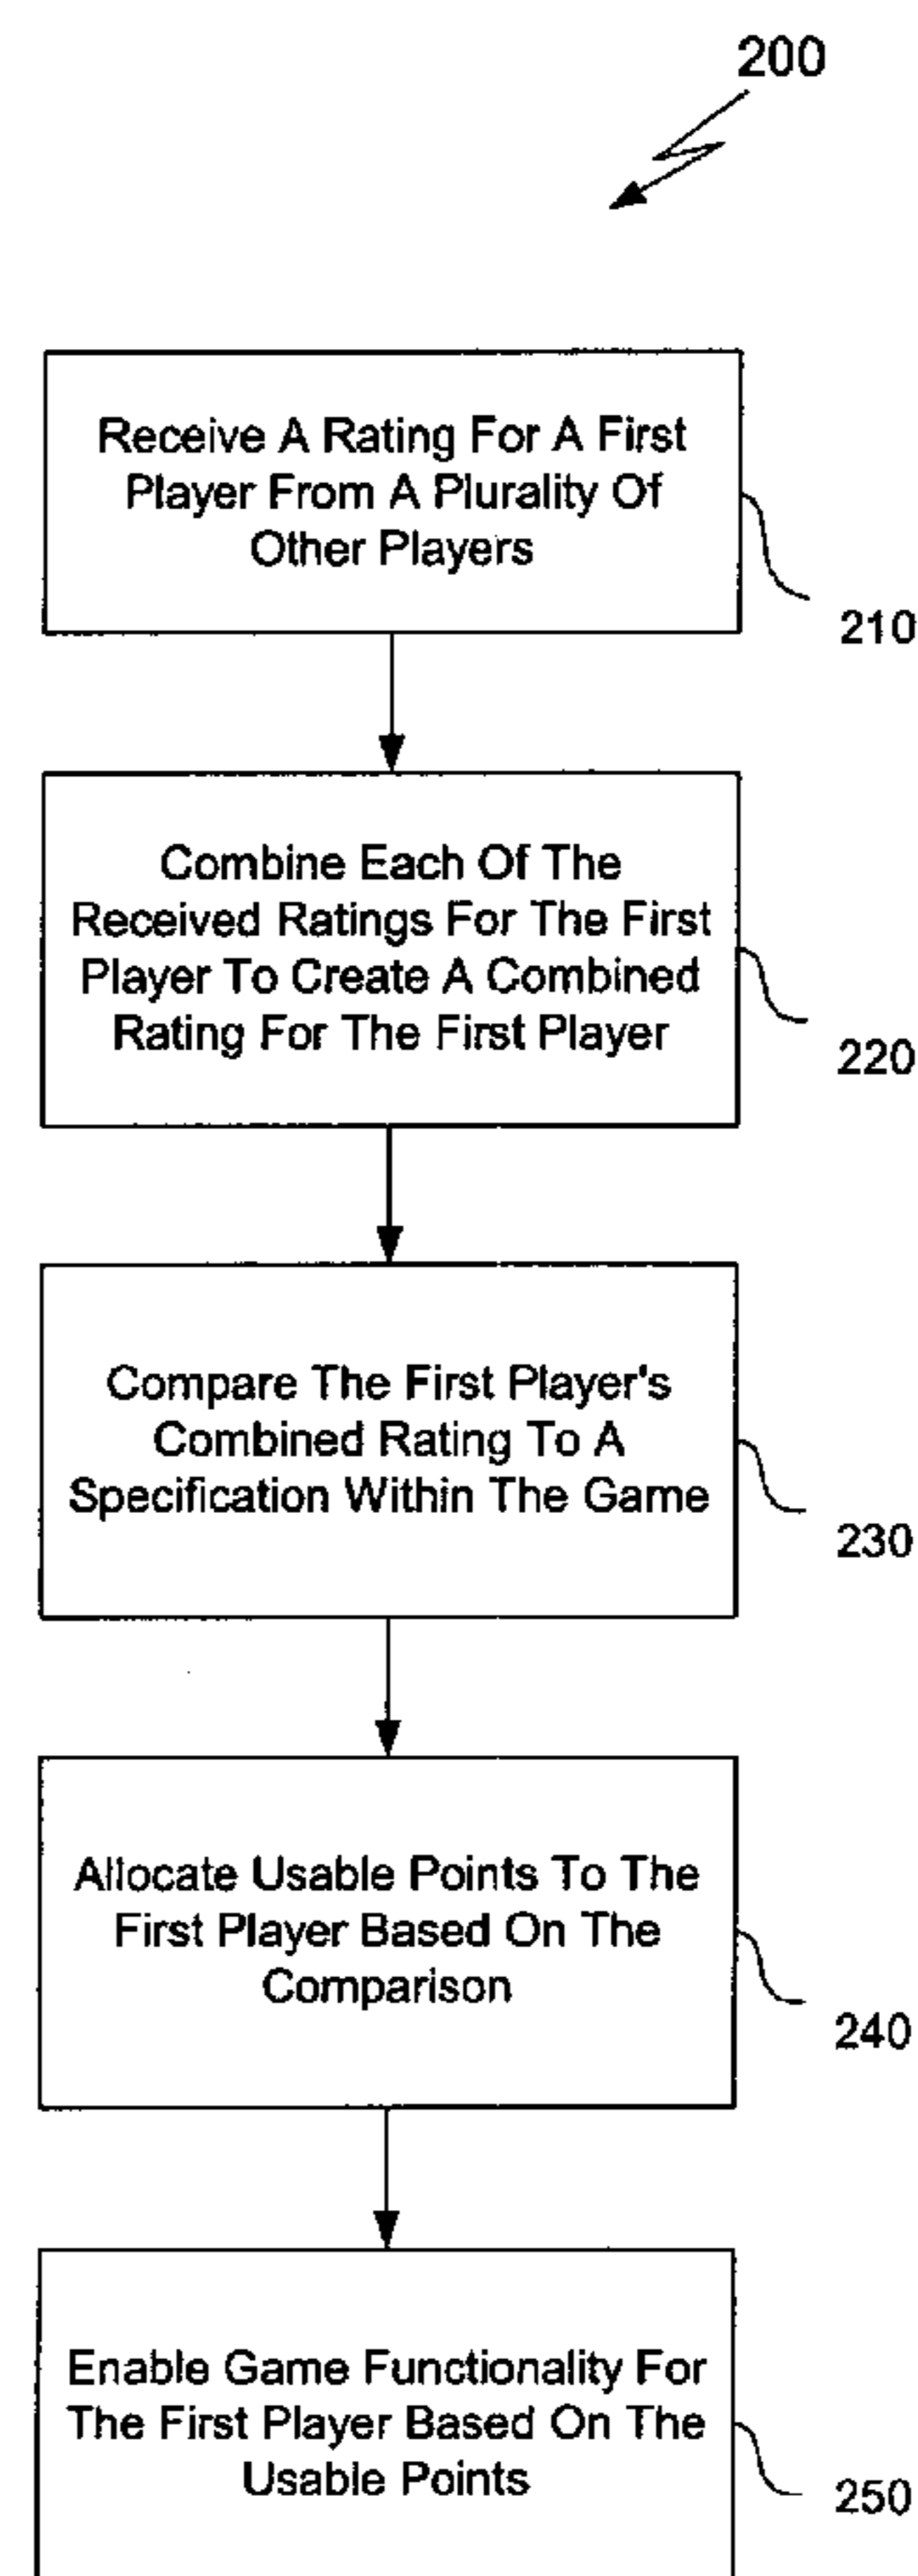 200
Receive A Rating For A First
Player From A Plurality Of
Other Players
210
Combine Each Of The
Received Ratings For The First
Player To Create A Combined
Rating For The First Player
220
Compare The First Player's
Combined Rating To A
Specification Within The Game
230
Allocate Usable Points To The
First Player Based On The
Comparison
240
Enable Game Functionality For
The First Player Based On The
Usable Points
250